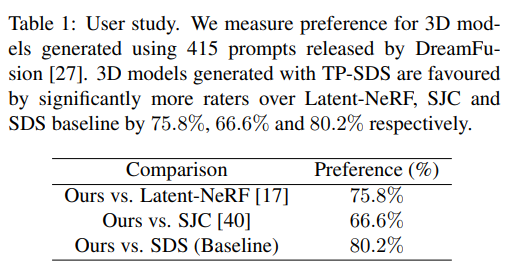 Table 1: User study. We measure preference for 3D mod-
els generated using 415 prompts released by DreamFu-
sion [27]. 3D models generated with TP-SDS are favoured
by significantly more raters over Latent-NeRF, SJC and
SDS baseline by 75.8%, 66.6% and 80.2% respectively.
Comparison Preference (%)
Ours vs. Latent-NeRF [17] 75.8%
Ours vs. SJC [40] 66.6%
Ours vs. SDS (Baseline) 80.2%